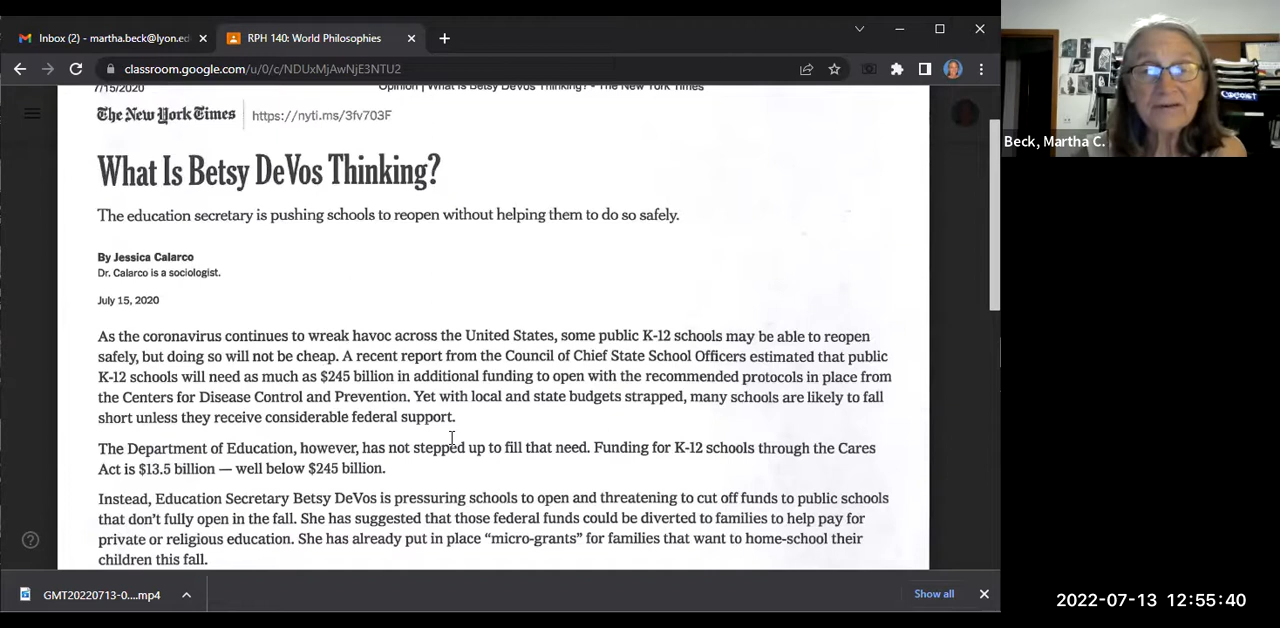 Inbox (2) - martha.beck@lyon.ed
RPH 140: World Philosophies
classroom.google.com/u/0/c/NDUxMjAwNjE3NTU2
7/15/2020 Opinion | What Is Betsy DeVos Thinking? - The New York Times
The New York Times https://nyti.ms/3fv703F
What Is Betsy DeVos Thinking?
The education secretary is pushing schools to reopen without helping them to do so safely.
By Jessica Calarco
Dr. Calarco is a sociologist.
July 15, 2020
As the coronavirus continues to wreak havoc across the United States, some public K-12 schools may be able to reopen
safely, but doing so will not be cheap. A recent report from the Council of Chief State School Officers estimated that public
K-12 schools will need as much as $245 billion in additional funding to open with the recommended protocols in place from
the Centers for Disease Control and Prevention. Yet with local and state budgets strapped, many schools are likely to fall
short unless they receive considerable federal support.
The Department of Education, however, has not stepped up to fill that need. Funding for K-12 schools through the Cares
Act is $13.5 billion — well below $245 billion.
Instead, Education Secretary Betsy DeVos is pressuring schools to open and threatening to cut off funds to public schools
that don’t fully open in the fall. She has suggested that those federal funds could be diverted to families to help pay for
private or religious education. She has already put in place “micro-grants” for families that want to home-school their
children this fall.
GMT20220713-0....mp4
Show all
Beck, Martha C.
2022-07-13 12:55:40